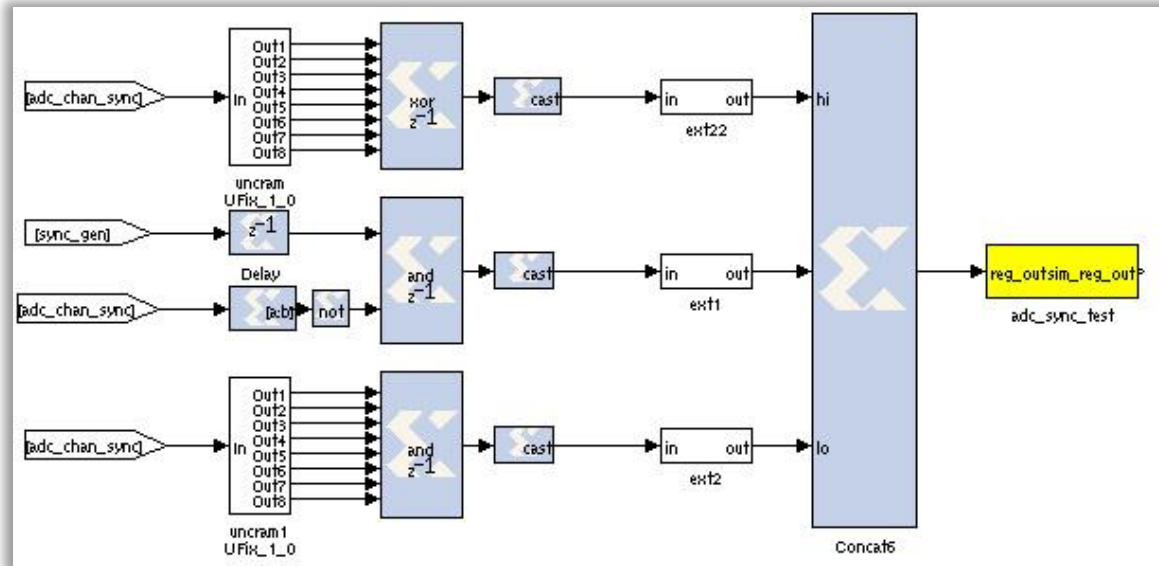 [adc_chan_sync]
In
Out1
Out2
Out3
Out4
Out5
Out6
Out7
Out8
uncram
UFix_1_0
xor
z-1
cast
in out
ext22
hi
[sync_gen]
z-1
Delay
[adc_chan_sync]
[a:b]
not
and
z-1
cast
in out
ext1
[adc_chan_sync]
In
Out1
Out2
Out3
Out4
Out5
Out6
Out7
Out8
uncram1
UFix_1_0
and
z-1
cast
in out
ext2
lo
Concat6
reg_outsim_reg_out
adc_sync_test